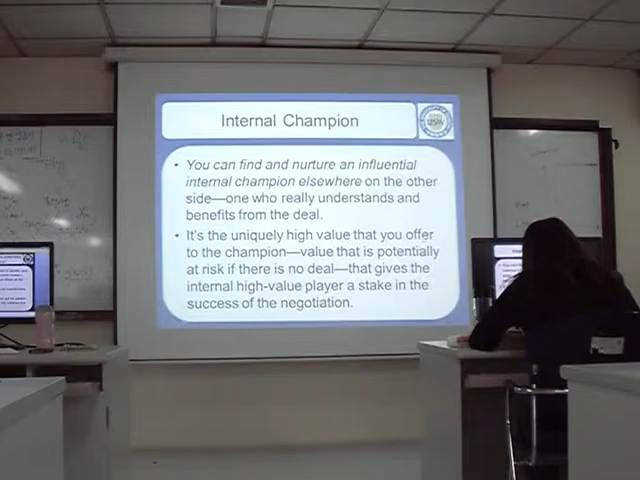 Internal Champion
• You can find and nurture an influential
internal champion elsewhere on the other
side—one who really understands and
benefits from the deal.
• It's the uniquely high value that you offer
to the champion—value that is potentially
at risk if there is no deal—that gives the
internal high-value player a stake in the
success of the negotiation.